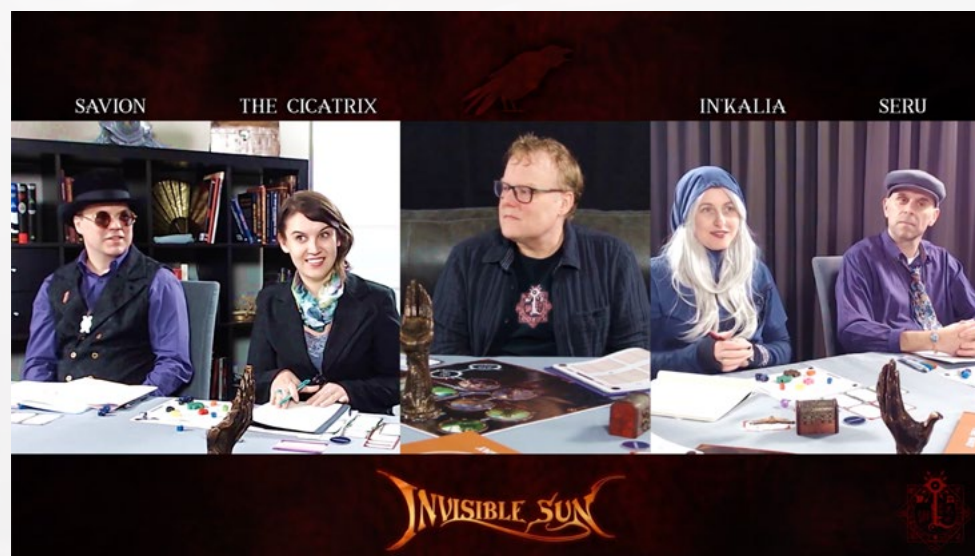 SAVION
THE CICATRIX
IN'KALIA
SERU
INVISIBLE SUN